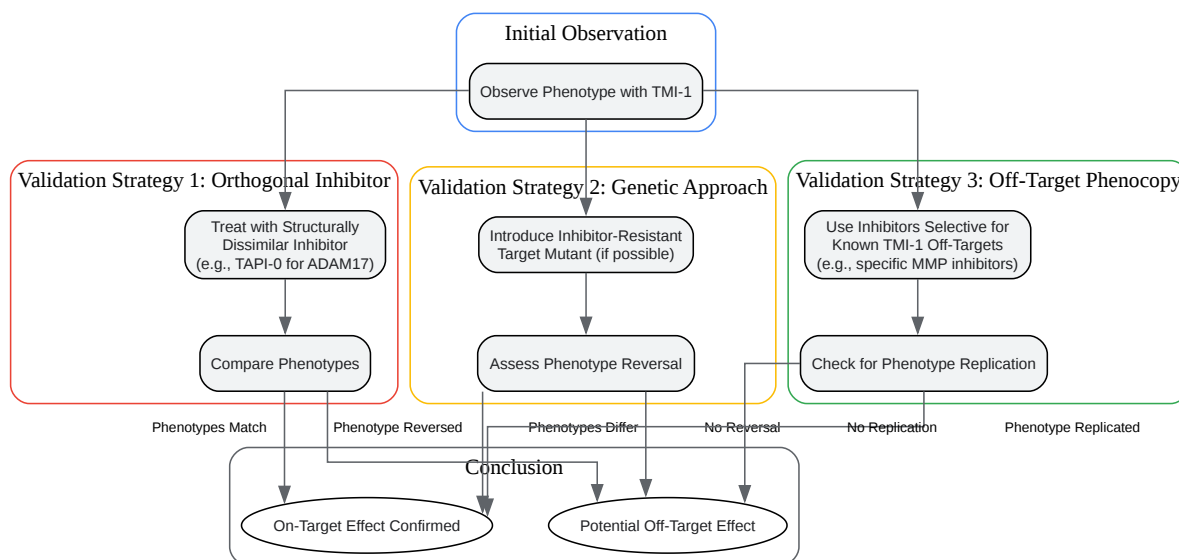 Initial Observation
Observe Phenotype with TMI-1
Validation Strategy 1: Orthogonal Inhibitor
Treat with Structurally
Dissimilar Inhibitor
(e.g., TAPI-0 for ADAM17)
Compare Phenotypes
Validation Strategy 2: Genetic Approach
Introduce Inhibitor-Resistant
Target Mutant (if possible)
Assess Phenotype Reversal
Validation Strategy 3: Off-Target Phenocopy
Use Inhibitors Selective for
Known TMI-1 Off-Targets
(e.g., specific MMP inhibitors)
Check for Phenotype Replication
Phenotypes Match
Phenotype Reversed
Phenotypes Differ
No Reversal
No Replication
Phenotype Replicated
Conclusion
On-Target Effect Confirmed
Potential Off-Target Effect